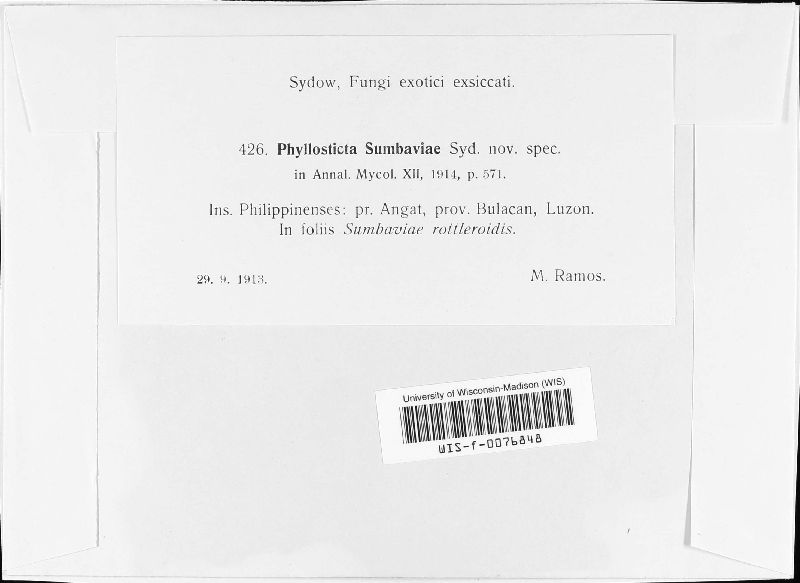 Sydow, Fungi exotici exsiccati.
426. Phyllosticta Sumbaviae Syd. nov. spec.
in Annal. Mycol. XII, 1914, p. 571.
Ins. Philippinenses: pr. Angat, prov. Bulacan, Luzon.
In foliis Sumbaviae rottleroidis.
29. 9. 1913.
M. Ramos.
University of Wisconsin-Madison (WIS)
WIS-f-0076848